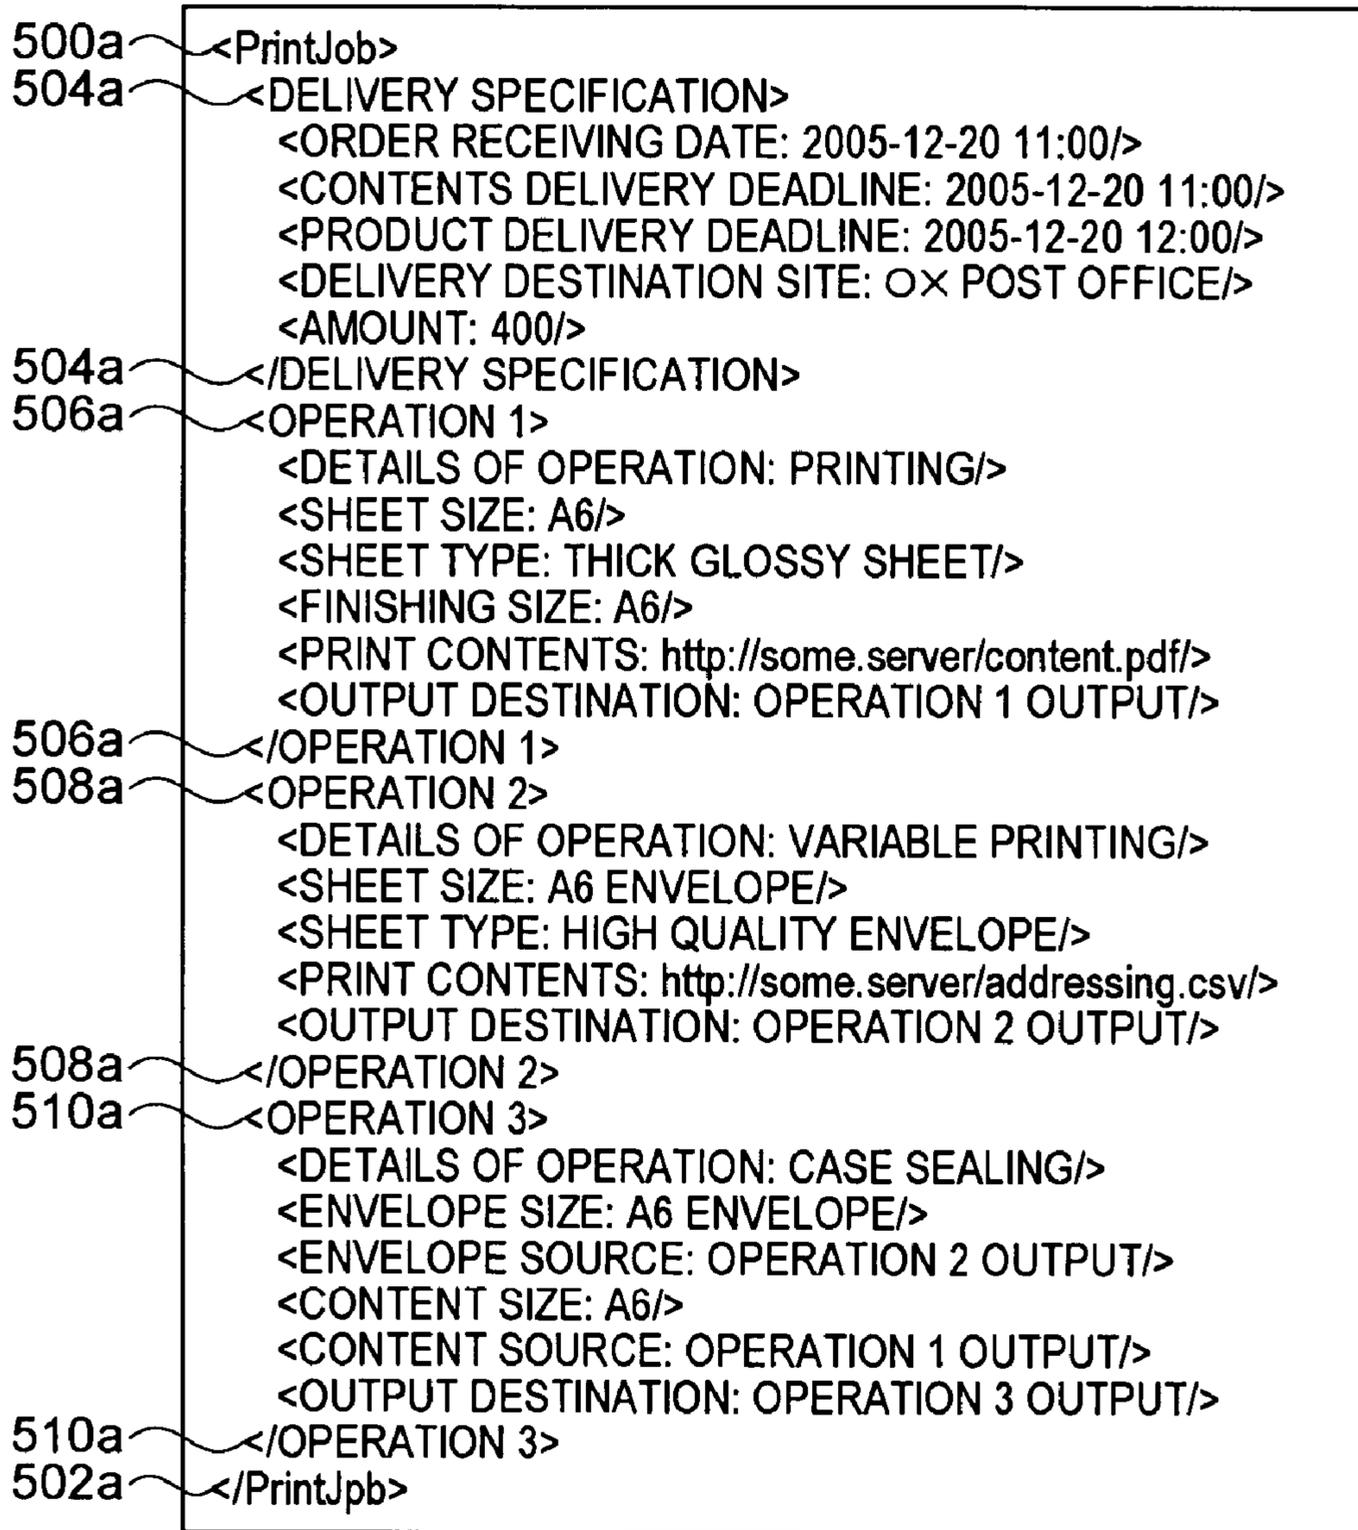 500a <PrintJob>
504a <DELIVERY SPECIFICATION>
<ORDER RECEIVING DATE: 2005-12-20 11:00/>
<CONTENTS DELIVERY DEADLINE: 2005-12-20 11:00/>
<PRODUCT DELIVERY DEADLINE: 2005-12-20 12:00/>
<DELIVERY DESTINATION SITE: ○× POST OFFICE/>
<AMOUNT: 400/>
504a </DELIVERY SPECIFICATION>
506a <OPERATION 1>
<DETAILS OF OPERATION: PRINTING/>
<SHEET SIZE: A6/>
<SHEET TYPE: THICK GLOSSY SHEET/>
<FINISHING SIZE: A6/>
<PRINT CONTENTS: http://some.server/content.pdf/>
<OUTPUT DESTINATION: OPERATION 1 OUTPUT/>
506a </OPERATION 1>
508a <OPERATION 2>
<DETAILS OF OPERATION: VARIABLE PRINTING/>
<SHEET SIZE: A6 ENVELOPE/>
<SHEET TYPE: HIGH QUALITY ENVELOPE/>
<PRINT CONTENTS: http://some.server/addressing.csv/>
<OUTPUT DESTINATION: OPERATION 2 OUTPUT/>
508a </OPERATION 2>
510a <OPERATION 3>
<DETAILS OF OPERATION: CASE SEALING/>
<ENVELOPE SIZE: A6 ENVELOPE/>
<ENVELOPE SOURCE: OPERATION 2 OUTPUT/>
<CONTENT SIZE: A6/>
<CONTENT SOURCE: OPERATION 1 OUTPUT/>
<OUTPUT DESTINATION: OPERATION 3 OUTPUT/>
510a </OPERATION 3>
502a </PrintJpb>